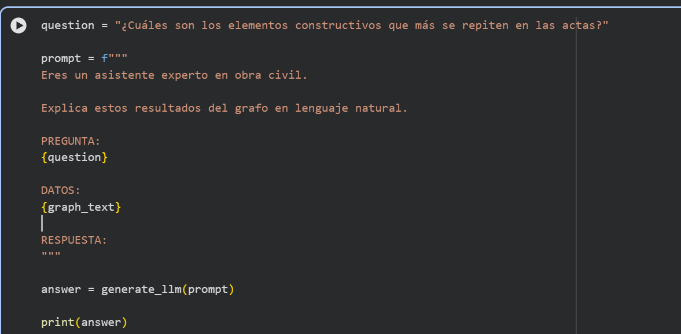 question = "¿Cuáles son los elementos constructivos que más se repiten en las actas?"
prompt = f"""
Eres un asistente experto en obra civil.
Explica estos resultados del grafo en lenguaje natural.
PREGUNTA:
{question}
DATOS:
{graph_text}
RESPUESTA:
"""
answer = generate_llm(prompt)
print(answer)